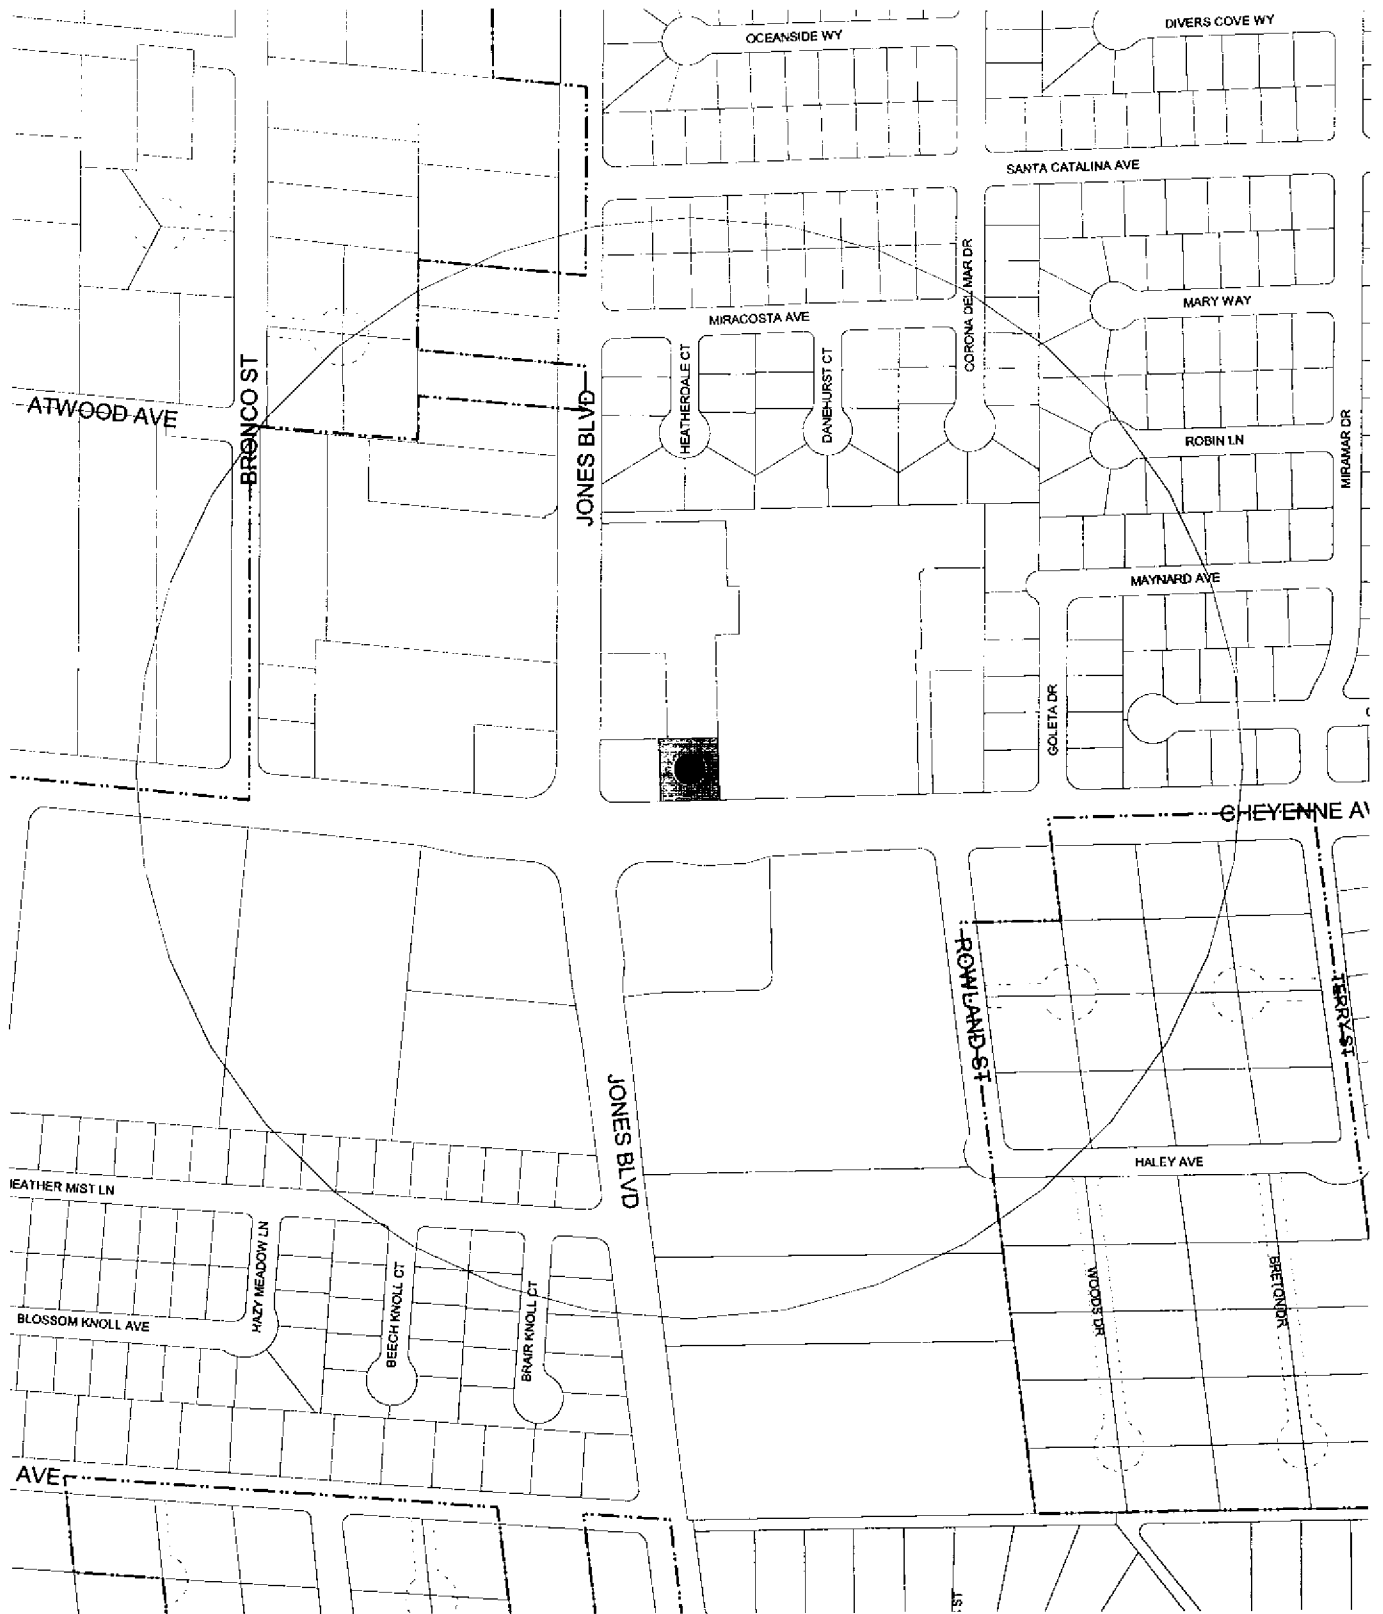 DIVERS COVE WY
OCEANSIDE WY
SANTA CATALINA AVE
CORONA DEL MAR DR
MARY WAY
MIRACOSTA AVE
HEATHERDALE CT
DANEHURST CT
BRONCO ST
ATWOOD AVE
JONES BLVD
ROBIN LN
MIRAMAR DR
MAYNARD AVE
GOLETA DR
CHEYENNE AV
ROWLAND ST
TERRY ST
JONES BLVD
HALEY AVE
HEATHER MIST LN
HAZY MEADOW LN
BEECH KNOLL CT
BRAIR KNOLL CT
WOODS DR
BRETON DR
BLOSSOM KNOLL AVE
AVE
ST